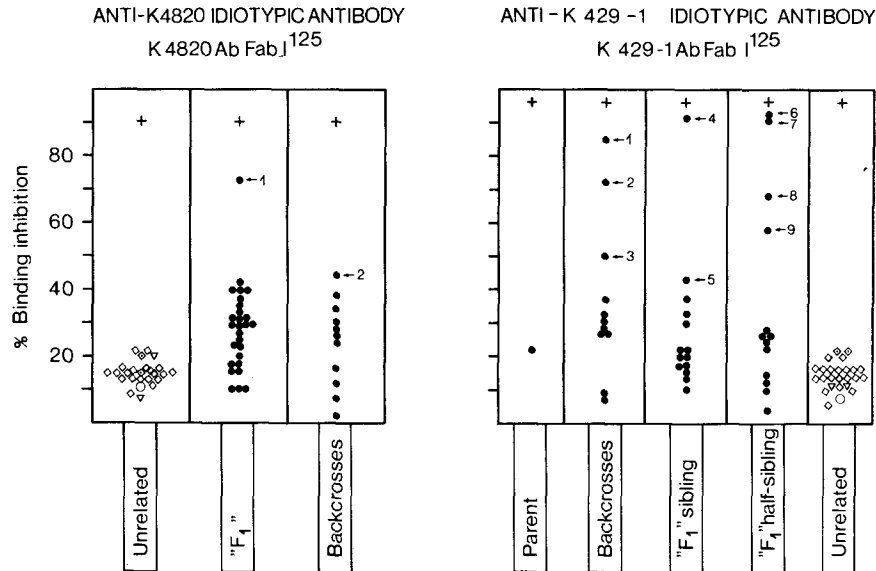 ANTI-K4820 IDIOTYPIC ANTIBODY
K 4820 Ab Fab I125
ANTI - K 429 -1 IDIOTYPIC ANTIBODY
K 429-1 Ab Fab I125
% Binding inhibition
80
60
40
20
1
2
1
2
3
4
5
6
7
8
9
Unrelated
"F1"
Backcrosses
Parent
Backcrosses
"F1" sibling
"F1" half-sibling
Unrelated